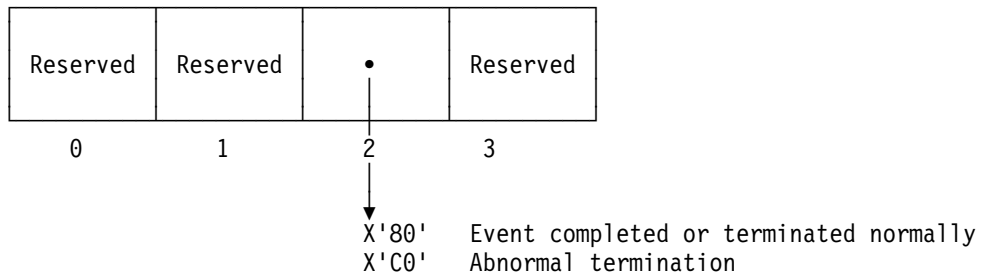 Reserved Reserved • Reserved
0 1 2 3
X'80' Event completed or terminated normally
X'C0' Abnormal termination